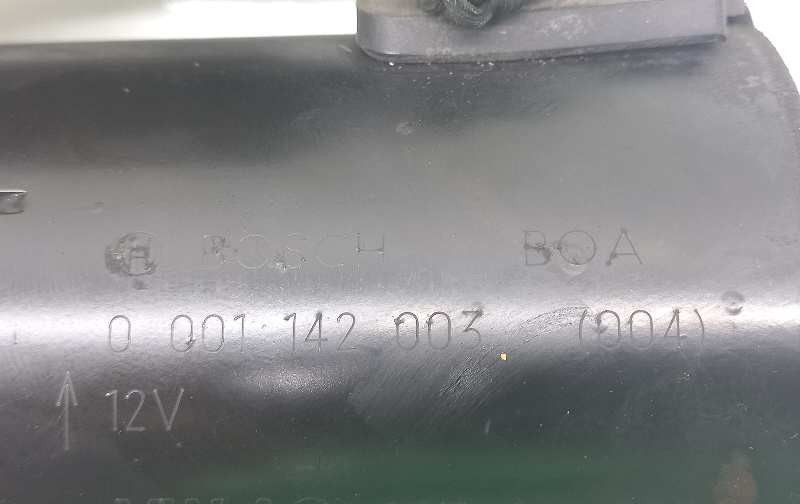 BOSCH BOA
0 001 142 003 (004)
↑ 12V